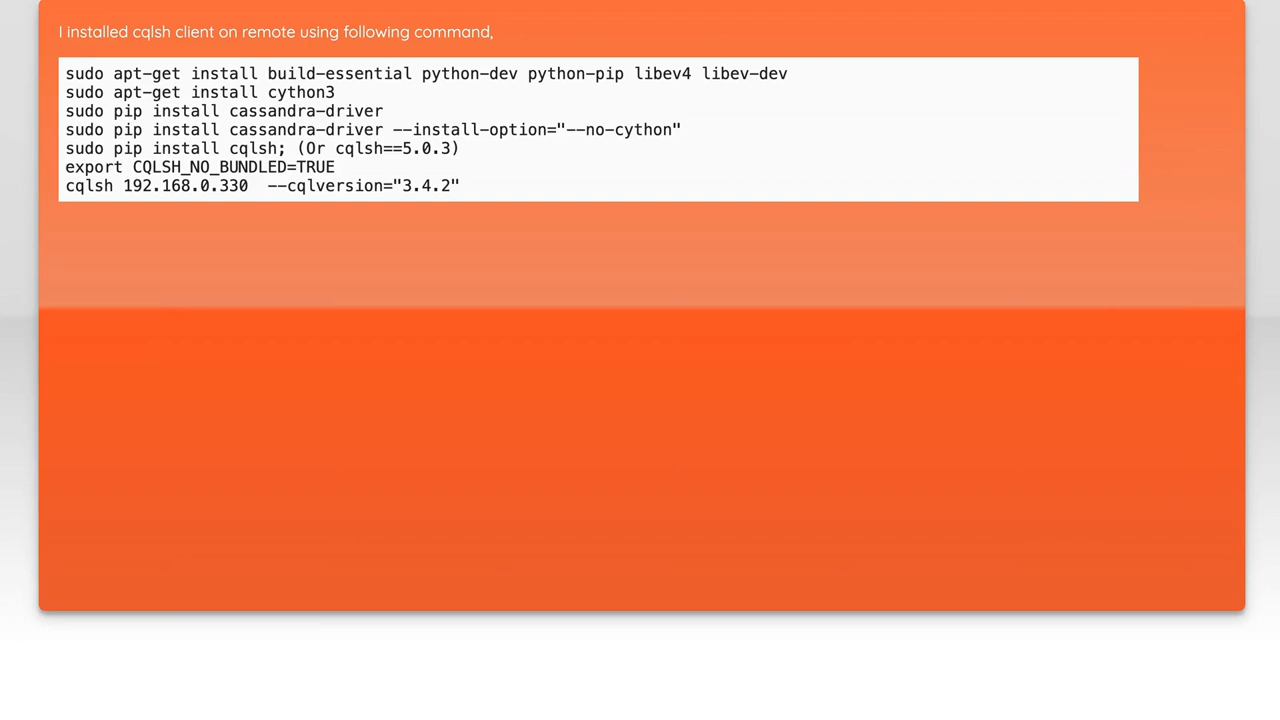 I installed cqlsh client on remote using following command,
sudo apt-get install build-essential python-dev python-pip libev4 libev-dev
sudo apt-get install cython3
sudo pip install cassandra-driver
sudo pip install cassandra-driver --install-option="--no-cython"
sudo pip install cqlsh; (Or cqlsh==5.0.3)
export CQLSH_NO_BUNDLED=TRUE
cqlsh 192.168.0.330  --cqlversion="3.4.2"